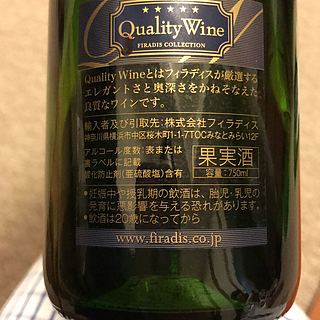 ★★★★★
Quality Wine
FIRADIS COLLECTION
Quality Wineとはフィラディスが厳選する
エレガントさと奥深さをかねそなえた
良質なワインです。
輸入者及び引取先：株式会社フィラディス
神奈川県横浜市中区桜木町1-1-7TOCみなとみらい12F
アルコール度数：表または
裏ラベルに記載
酸化防止剤(亜硫酸塩)含有
果実酒
容量：750ml
・妊娠中や授乳期の飲酒は、胎児・乳児の
発育に悪影響を与える恐れがあります。
・飲酒は20歳になってから
www.firadis.co.jp